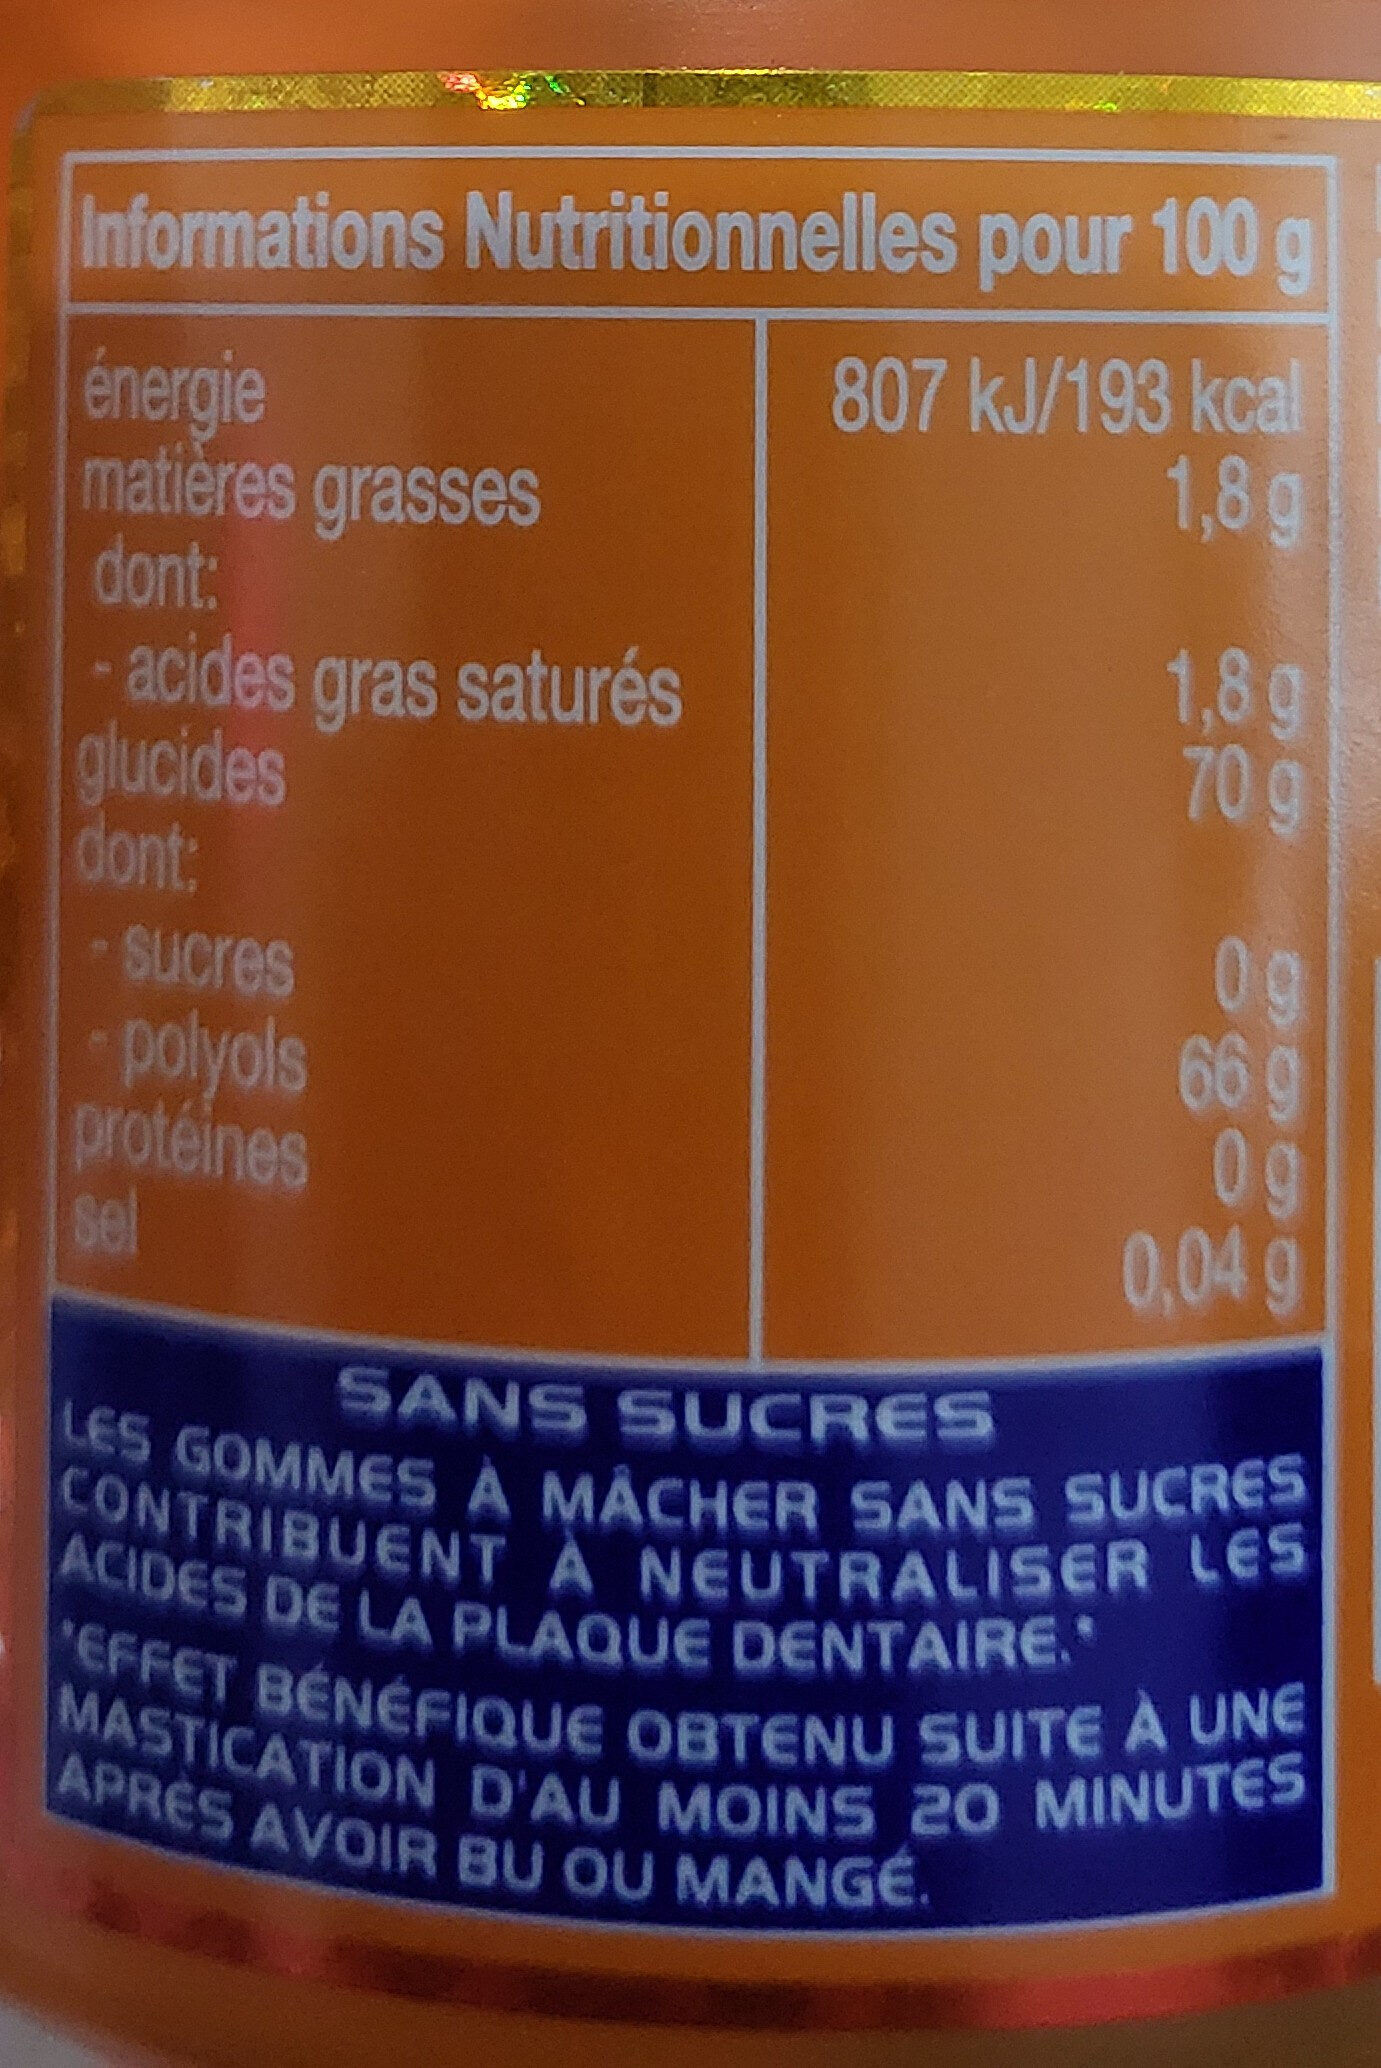 Informations Nutritionnelles pour 100 g
énergie 807 kJ/193 kcal
matières grasses 1,8 g
dont:
- acides gras saturés 1,8 g
glucides 70 g
dont:
- sucres 0 g
- polyols 66 g
protéines 0 g
sel 0,04 g
SANS SUCRES
LES GOMMES À MÂCHER SANS SUCRES
CONTRIBUENT À NEUTRALISER LES
ACIDES DE LA PLAQUE DENTAIRE.*
*EFFET BÉNÉFIQUE OBTENU SUITE À UNE
MASTICATION D'AU MOINS 20 MINUTES
APRÈS AVOIR BU OU MANGÉ.